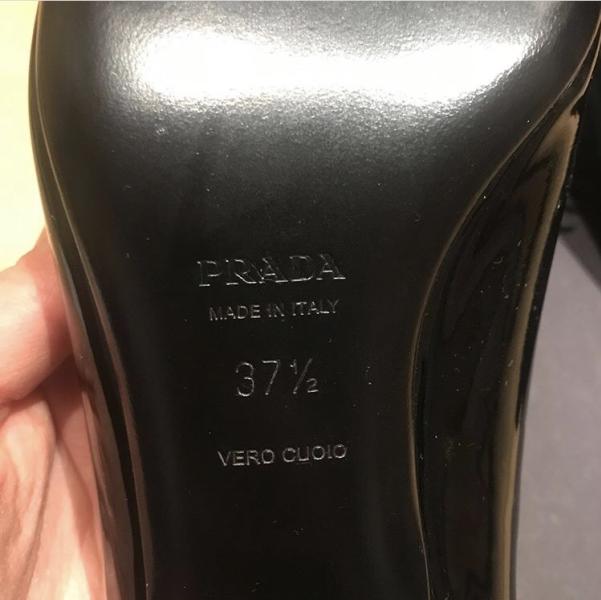 PRADA
MADE IN ITALY
37½
VERO CUOIO